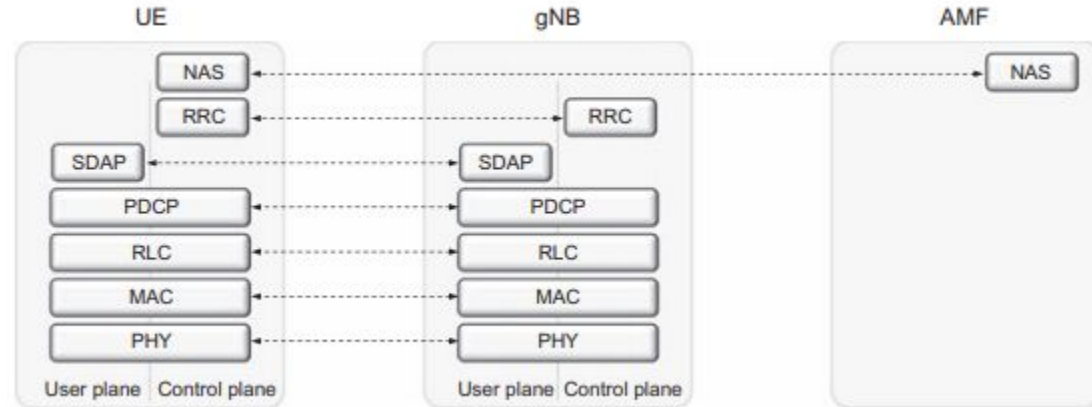 UE gNB AMF
NAS NAS
RRC RRC
SDAP SDAP
PDCP PDCP
RLC RLC
MAC MAC
PHY PHY
User plane Control plane User plane Control plane